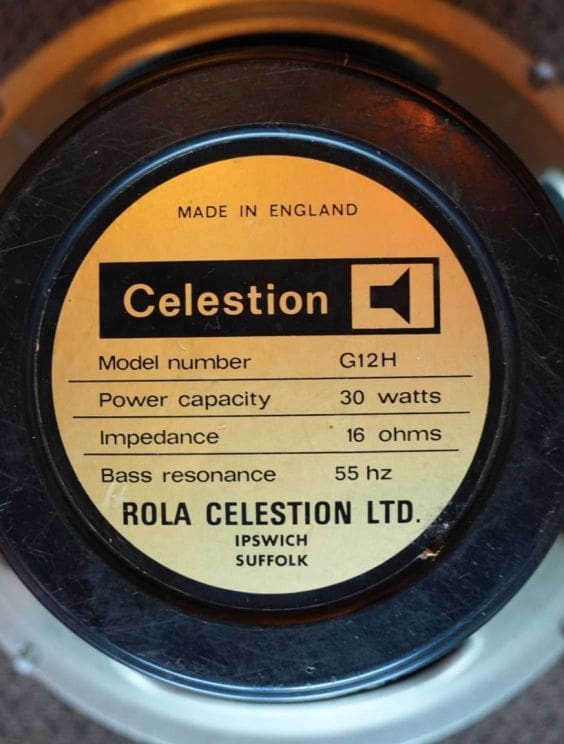 MADE IN ENGLAND
Celestion
Model number G12H
Power capacity 30 watts
Impedance 16 ohms
Bass resonance 55 hz
ROLA CELESTION LTD.
IPSWICH
SUFFOLK